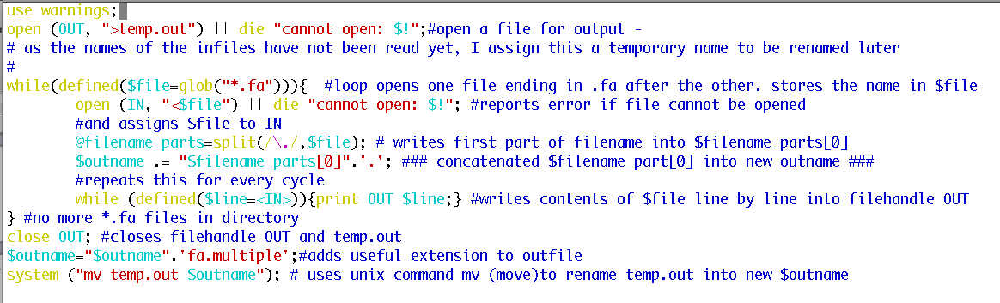 use warnings;
open (OUT, ">temp.out") || die "cannot open: $!";#open a file for output -
# as the names of the infiles have not been read yet, I assign this a temporary name to be renamed later
#
while(defined($file=glob("*.fa"))){  #loop opens one file ending in .fa after the other. stores the name in $file
        open (IN, "<$file") || die "cannot open: $!"; #reports error if file cannot be opened
        #and assigns $file to IN
        @filename_parts=split(/\./,$file); # writes first part of filename into $filename_parts[0]
        $outname .= "$filename_parts[0]".'.'; ### concatenated $filename_part[0] into new outname ###
        #repeats this for every cycle
        while (defined($line=<IN>)){print OUT $line;} #writes contents of $file line by line into filehandle OUT
} #no more *.fa files in directory
close OUT; #closes filehandle OUT and temp.out
$outname="$outname".'fa.multiple';#adds useful extension to outfile
system ("mv temp.out $outname"); # uses unix command mv (move)to rename temp.out into new $outname